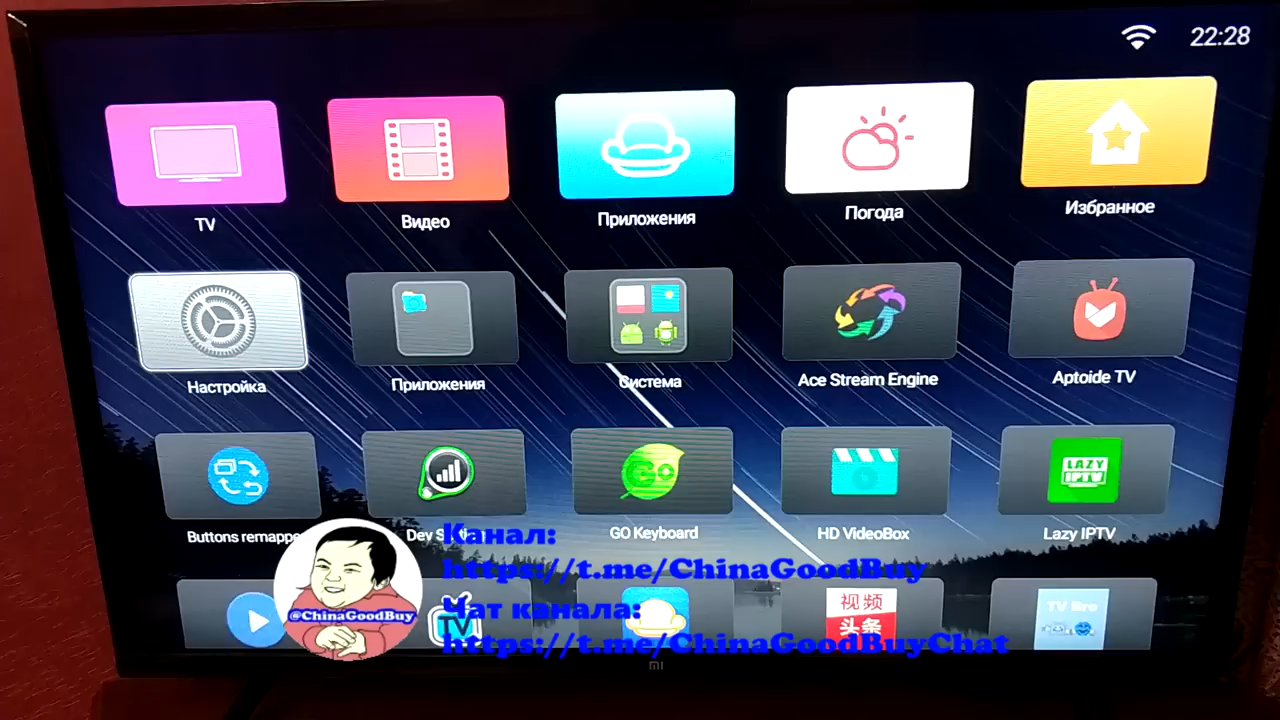 22:28
TV
Видео
Приложения
Погода
Избранное
Настройка
Приложения
Система
Ace Stream Engine
Aptoide TV
LAZY
IPTV
GO
Buttons remappe
Dev S
GO Keyboard
HD VideoBox
Lazy IPTV
Канал:
https://t.me/ChinaGoodBuy
Чат канала:
https://t.me/ChinaGoodBuyChat
@ChinaGoodBuy
TV
视频
头条
TV Bro
MI